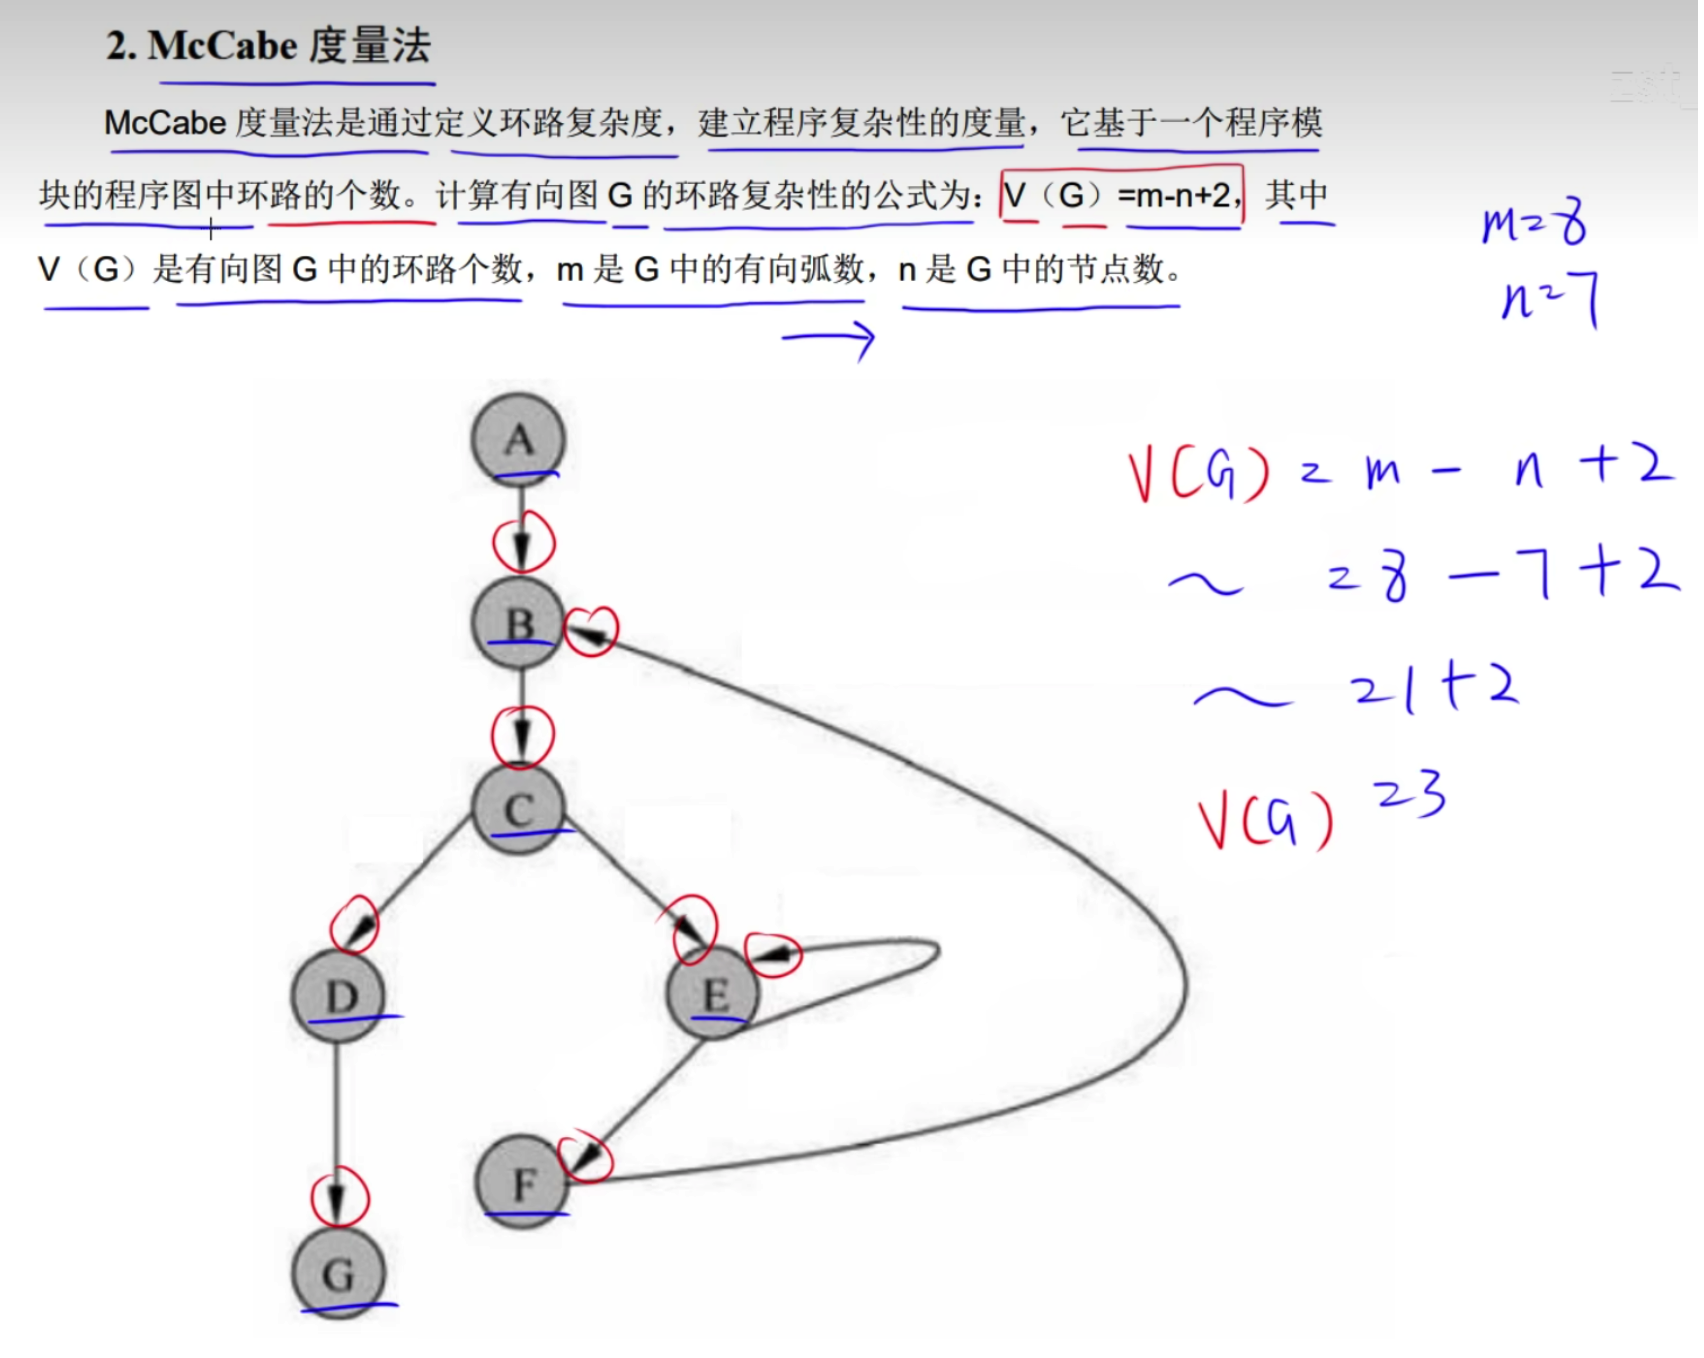 2. McCabe 度量法
zst_
McCabe 度量法是通过定义环路复杂度，建立程序复杂性的度量，它基于一个程序模
块的程序图中环路的个数。计算有向图 G 的环路复杂性的公式为：V（G）=m-n+2，其中
V（G）是有向图 G 中的环路个数，m 是 G 中的有向弧数，n 是 G 中的节点数。
m=8
n=7
A
V(G) = m - n +2
B
= 8 - 7 + 2
= 1+2
C
V(G) = 3
D
E
F
G